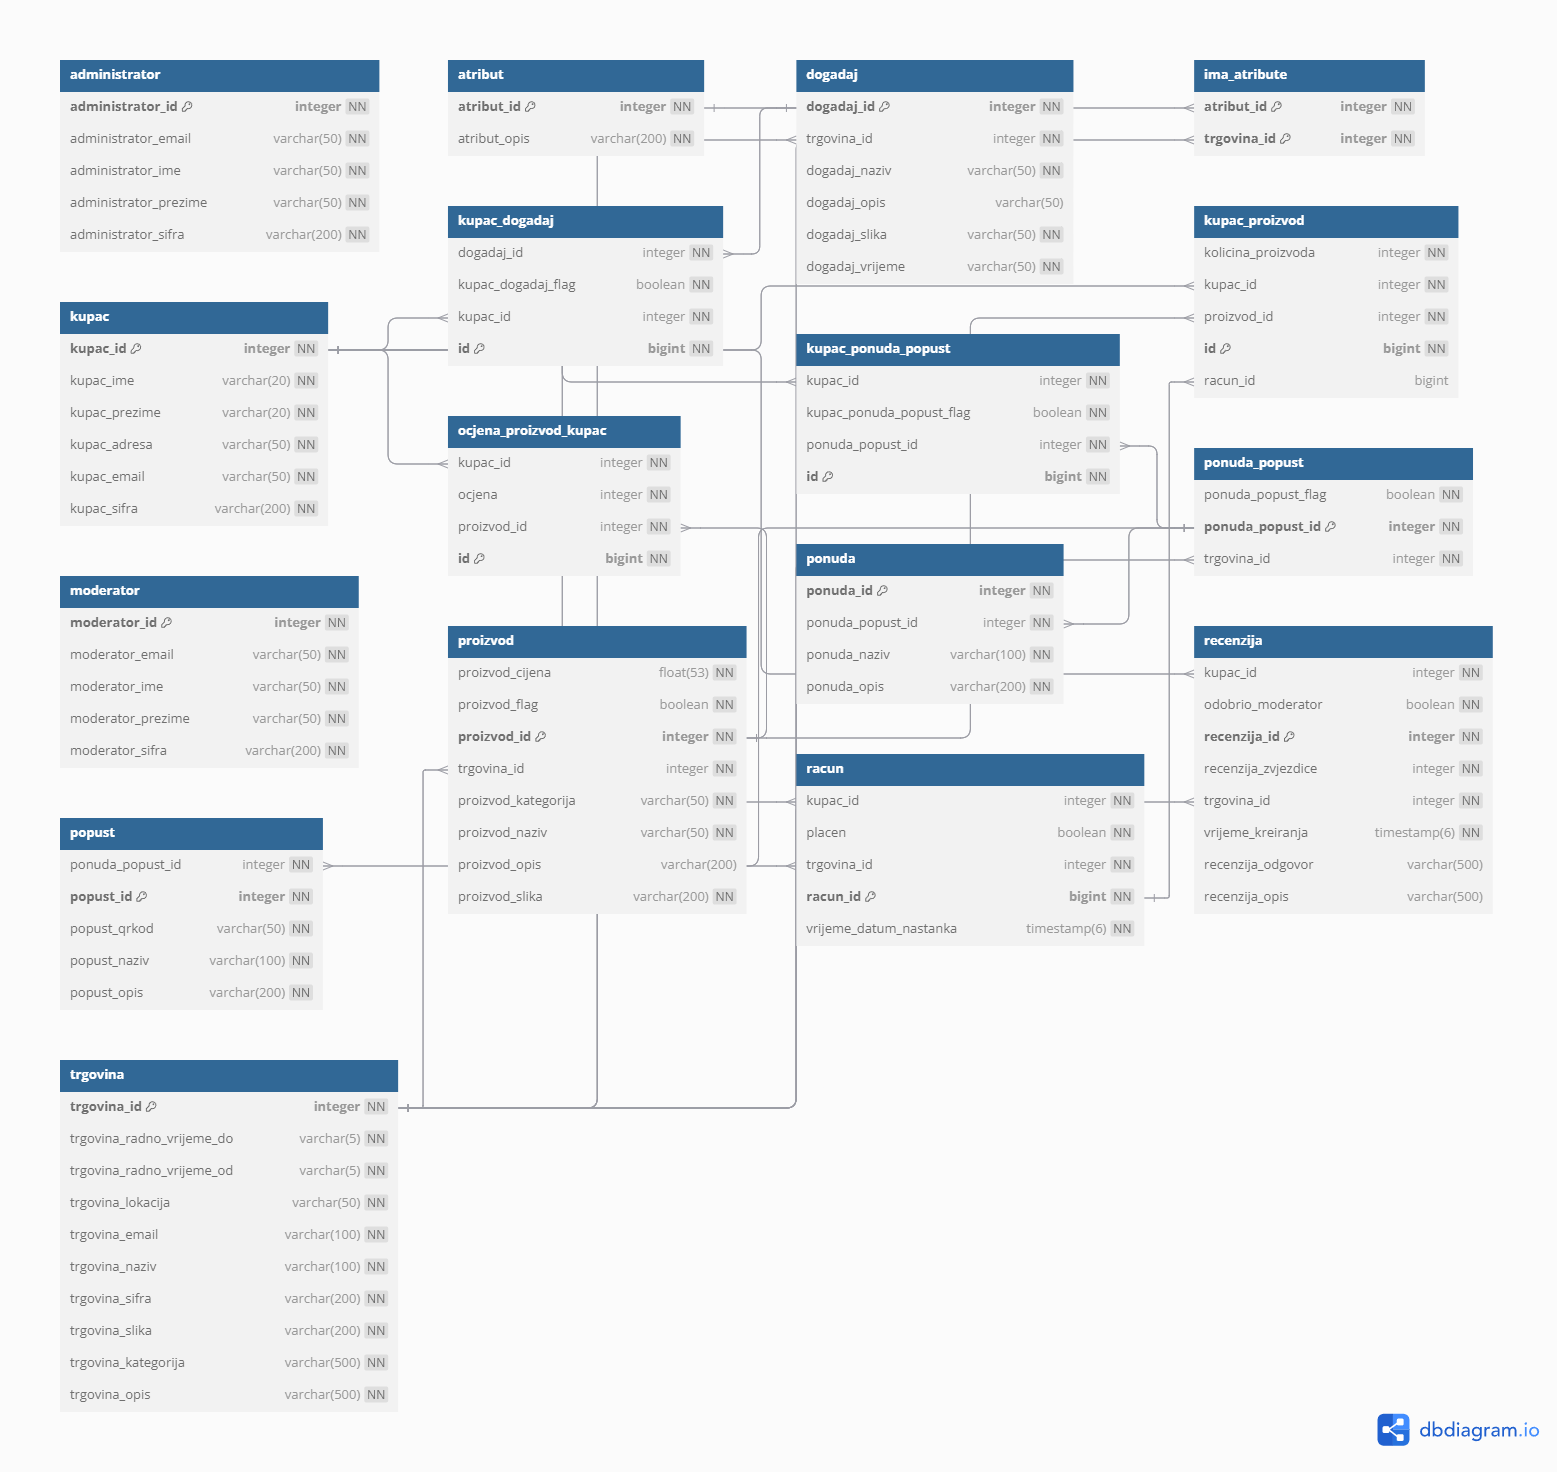 administrator
administrator_id integer NN
administrator_email varchar(50) NN
administrator_ime varchar(50) NN
administrator_prezime varchar(50) NN
administrator_sifra varchar(200) NN
kupac
kupac_id integer NN
kupac_ime varchar(20) NN
kupac_prezime varchar(20) NN
kupac_adresa varchar(50) NN
kupac_email varchar(50) NN
kupac_sifra varchar(200) NN
moderator
moderator_id integer NN
moderator_email varchar(50) NN
moderator_ime varchar(50) NN
moderator_prezime varchar(50) NN
moderator_sifra varchar(200) NN
popust
ponuda_popust_id integer NN
popust_id integer NN
popust_qrkod varchar(50) NN
popust_naziv varchar(100) NN
popust_opis varchar(200) NN
trgovina
trgovina_id integer NN
trgovina_radno_vrijeme_do varchar(5) NN
trgovina_radno_vrijeme_od varchar(5) NN
trgovina_lokacija varchar(50) NN
trgovina_email varchar(100) NN
trgovina_naziv varchar(100) NN
trgovina_sifra varchar(200) NN
trgovina_slika varchar(200) NN
trgovina_kategorija varchar(500) NN
trgovina_opis varchar(500) NN
atribut
atribut_id integer NN
atribut_opis varchar(200) NN
kupac_dogadaj
dogadaj_id integer NN
kupac_dogadaj_flag boolean NN
kupac_id integer NN
id bigint NN
ocjena_proizvod_kupac
kupac_id integer NN
ocjena integer NN
proizvod_id integer NN
id bigint NN
proizvod
proizvod_cijena float(53) NN
proizvod_flag boolean NN
proizvod_id integer NN
trgovina_id integer NN
proizvod_kategorija varchar(50) NN
proizvod_naziv varchar(50) NN
proizvod_opis varchar(200)
proizvod_slika varchar(200) NN
dogadaj
dogadaj_id integer NN
trgovina_id integer NN
dogadaj_naziv varchar(50) NN
dogadaj_opis varchar(50)
dogadaj_slika varchar(50) NN
dogadaj_vrijeme varchar(50) NN
kupac_ponuda_popust
kupac_id integer NN
kupac_ponuda_popust_flag boolean NN
ponuda_popust_id integer NN
id bigint NN
ponuda
ponuda_id integer NN
ponuda_popust_id integer NN
ponuda_naziv varchar(100) NN
ponuda_opis varchar(200) NN
racun
kupac_id integer NN
placen boolean NN
trgovina_id integer NN
racun_id bigint NN
vrijeme_datum_nastanka timestamp(6) NN
ima_atribute
atribut_id integer NN
trgovina_id integer NN
kupac_proizvod
kolicina_proizvoda integer NN
kupac_id integer NN
proizvod_id integer NN
id bigint NN
racun_id bigint
ponuda_popust
ponuda_popust_flag boolean NN
ponuda_popust_id integer NN
trgovina_id integer NN
recenzija
kupac_id integer NN
odobrio_moderator boolean NN
recenzija_id integer NN
recenzija_zvjezdice integer NN
trgovina_id integer NN
vrijeme_kreiranja timestamp(6) NN
recenzija_odgovor varchar(500)
recenzija_opis varchar(500)
dbdiagram.io